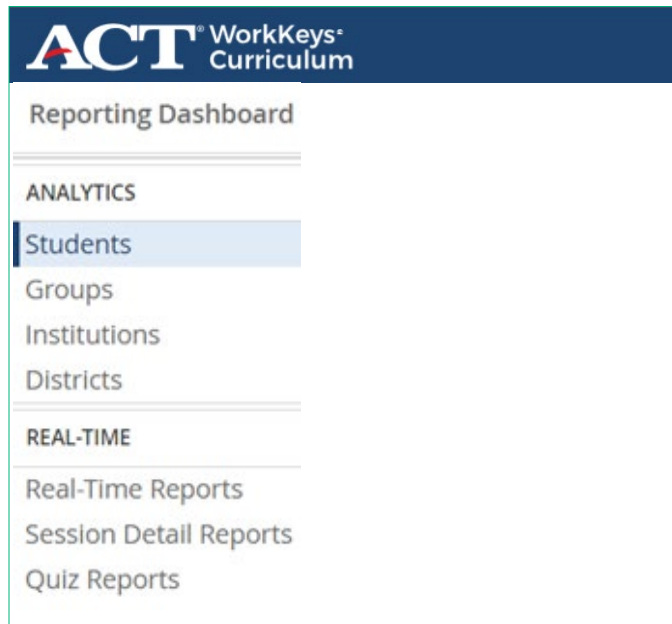 ACT® WorkKeys®
Curriculum
Reporting Dashboard
ANALYTICS
Students
Groups
Institutions
Districts
REAL-TIME
Real-Time Reports
Session Detail Reports
Quiz Reports